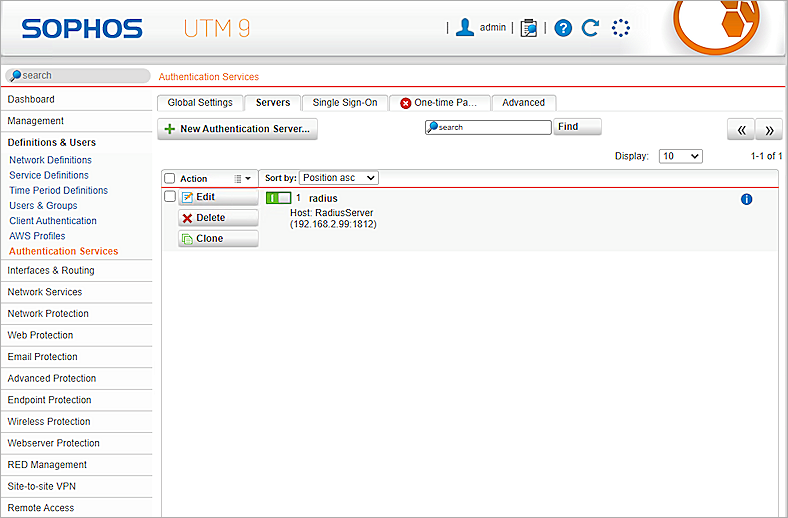 SOPHOS UTM 9
| admin | | ?
search
Authentication Services
Dashboard
Management
Definitions & Users
Network Definitions
Service Definitions
Time Period Definitions
Users & Groups
Client Authentication
AWS Profiles
Authentication Services
Interfaces & Routing
Network Services
Network Protection
Web Protection
Email Protection
Advanced Protection
Endpoint Protection
Wireless Protection
Webserver Protection
RED Management
Site-to-site VPN
Remote Access
Global Settings Servers Single Sign-On One-time Pa... Advanced
+ New Authentication Server... search Find « »
Display: 10 1-1 of 1
Action Sort by: Position asc
Edit 1 radius i
Delete Host: RadiusServer
(192.168.2.99:1812)
Clone